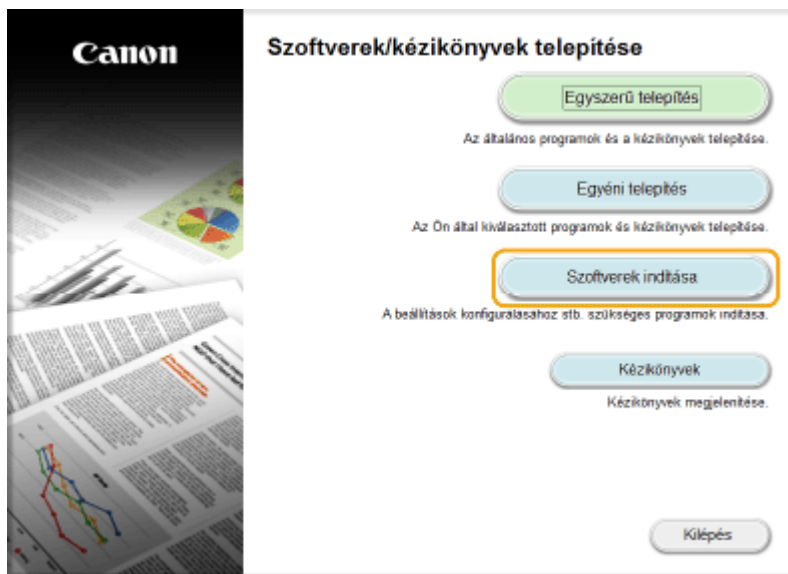 Canon
Szoftverek/kézikönyvek telepítése
Egyszerű telepítés
Az általános programok és a kézikönyvek telepítése.
Egyéni telepítés
Az Ön által kiválasztott programok és kézikönyvek telepítése.
Szoftverek indítása
A beállítások konfigurálásához stb. szükséges programok indítása.
Kézikönyvek
Kézikönyvek megjelenítése.
Kilépés